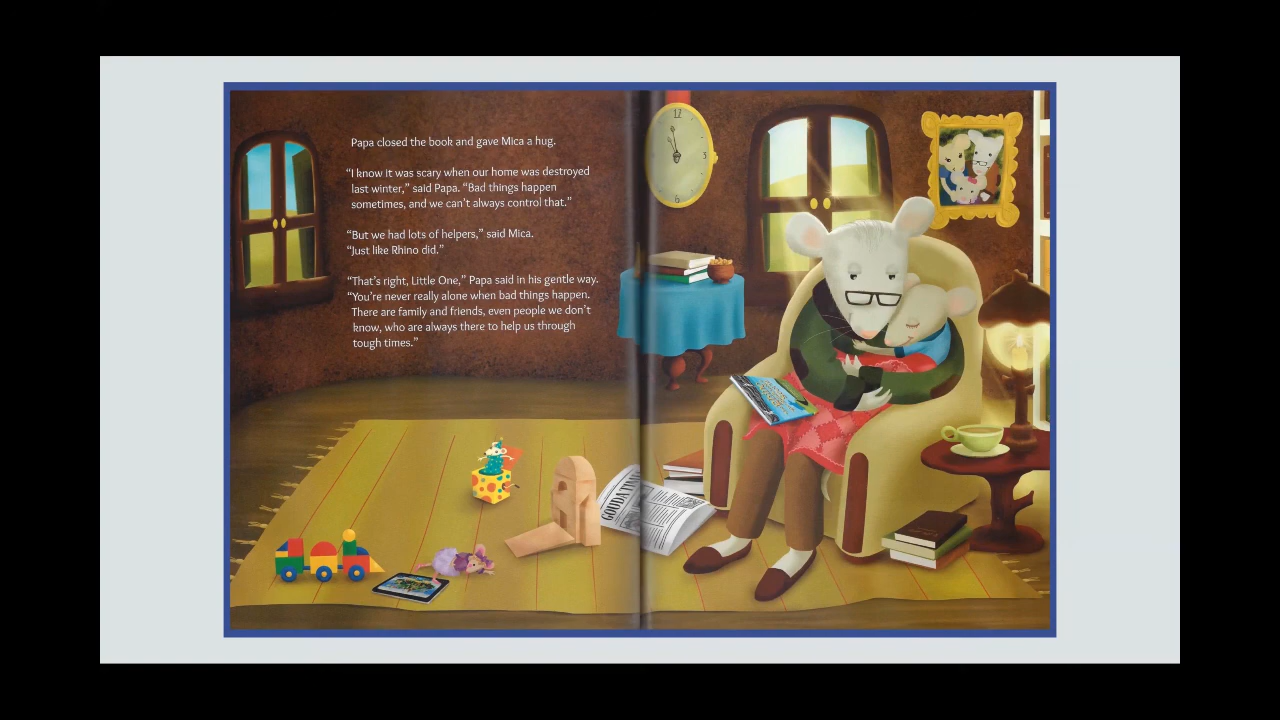 Papa closed the book and gave Mica a hug.
“I know it was scary when our home was destroyed
last winter,” said Papa. “Bad things happen
sometimes, and we can’t always control that.”
“But we had lots of helpers,” said Mica.
“Just like Rhino did.”
“That’s right, Little One,” Papa said in his gentle way.
“You’re never really alone when bad things happen.
There are family and friends, even people we don’t
know, who are always there to help us through
tough times.”
12
3
6
GOUDA